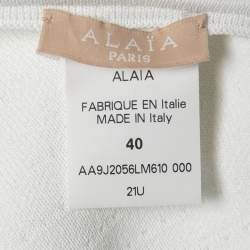 ALAÏA
PARIS
ALAIA
FABRIQUE EN Italie
MADE IN Italy
40
AA9J2056LM610 000
21U